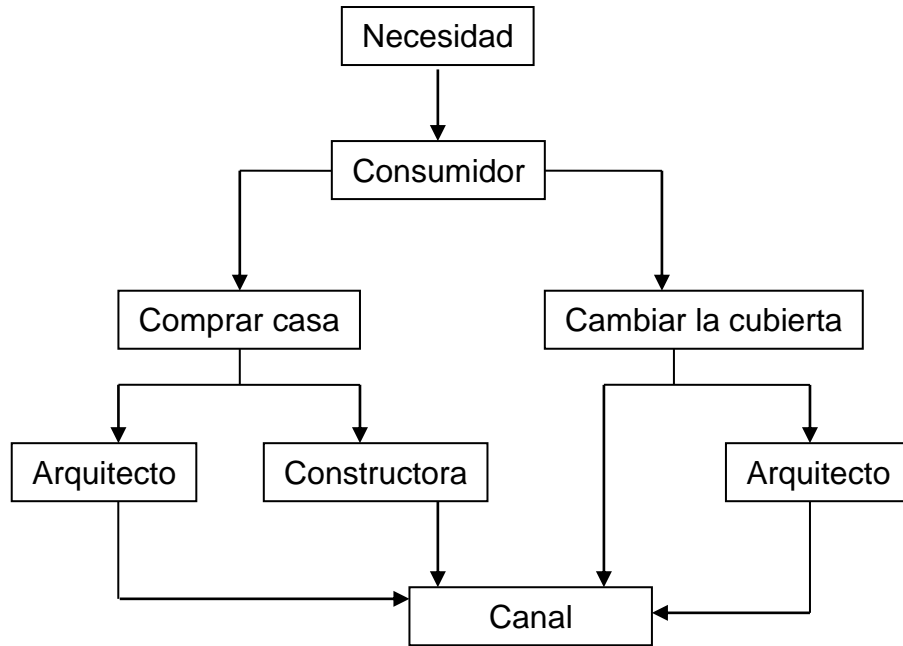 Necesidad
Consumidor
Comprar casa
Cambiar la cubierta
Arquitecto
Constructora
Arquitecto
Canal